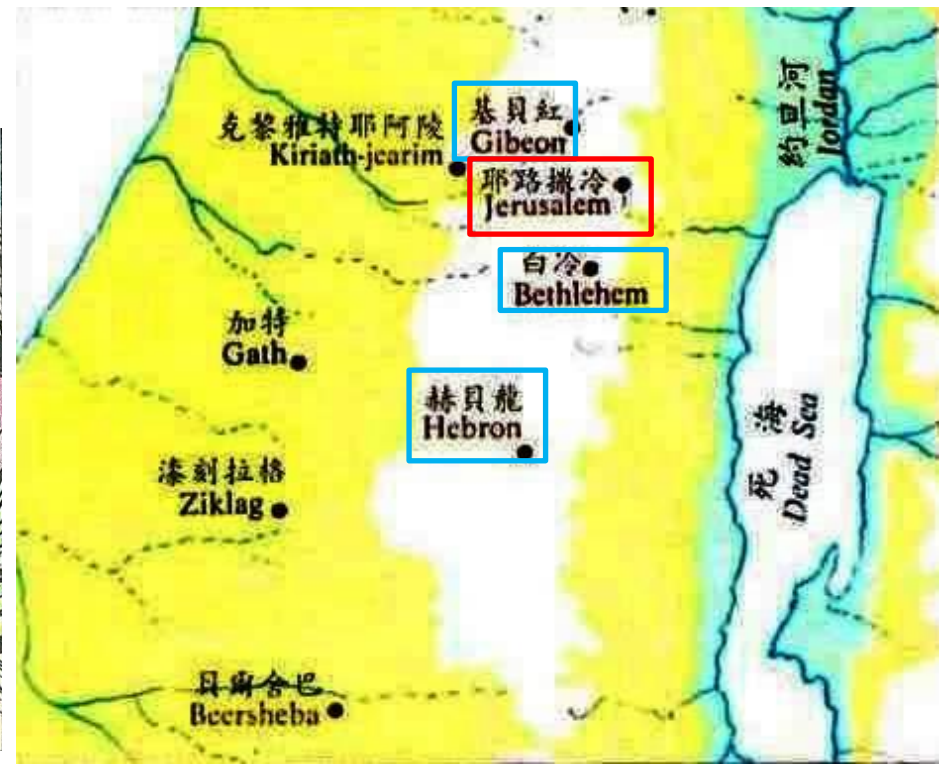 約旦河
Jordan
基貝紅
Gibeon
克黎雅特耶阿陵
Kiriath-jearim
耶路撒冷
Jerusalem
白冷
Bethlehem
加特
Gath
赫貝龍
Hebron
死海
Dead Sea
漆刻拉格
Ziklag
貝爾舍巴
Beersheba